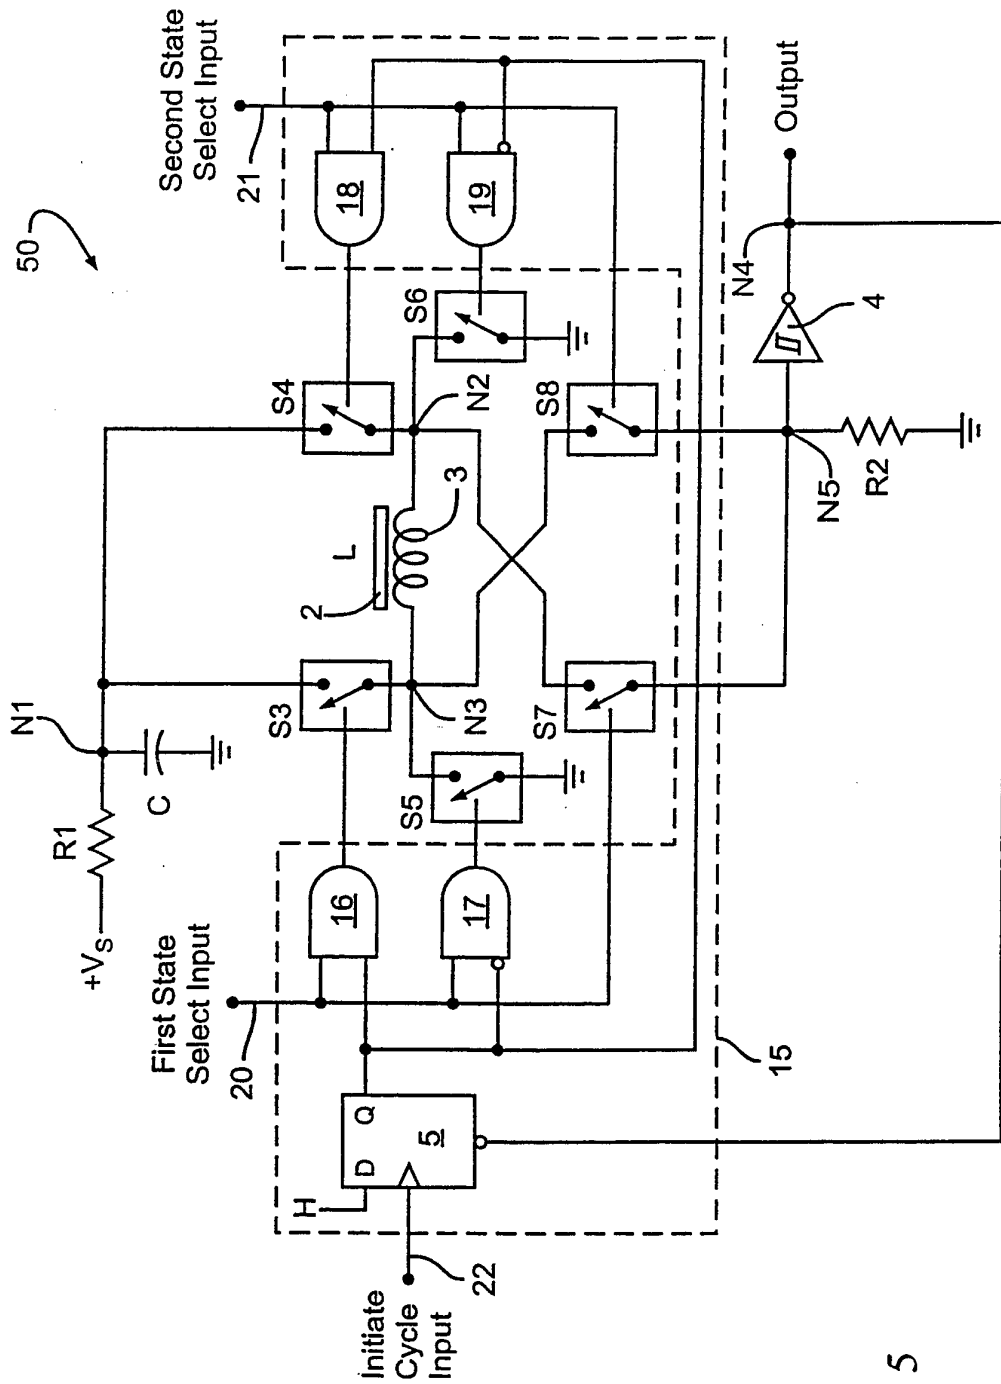 50
Second State
Select Input
21
18
19
S4
S6
N2
S8
3
L
2
N1
+VS
R1
C
S3
N3
S5
S7
First State
Select Input
20
16
17
H
D
Q
5
Initiate
Cycle
Input
22
15
N5
R2
N4
4
Output
5